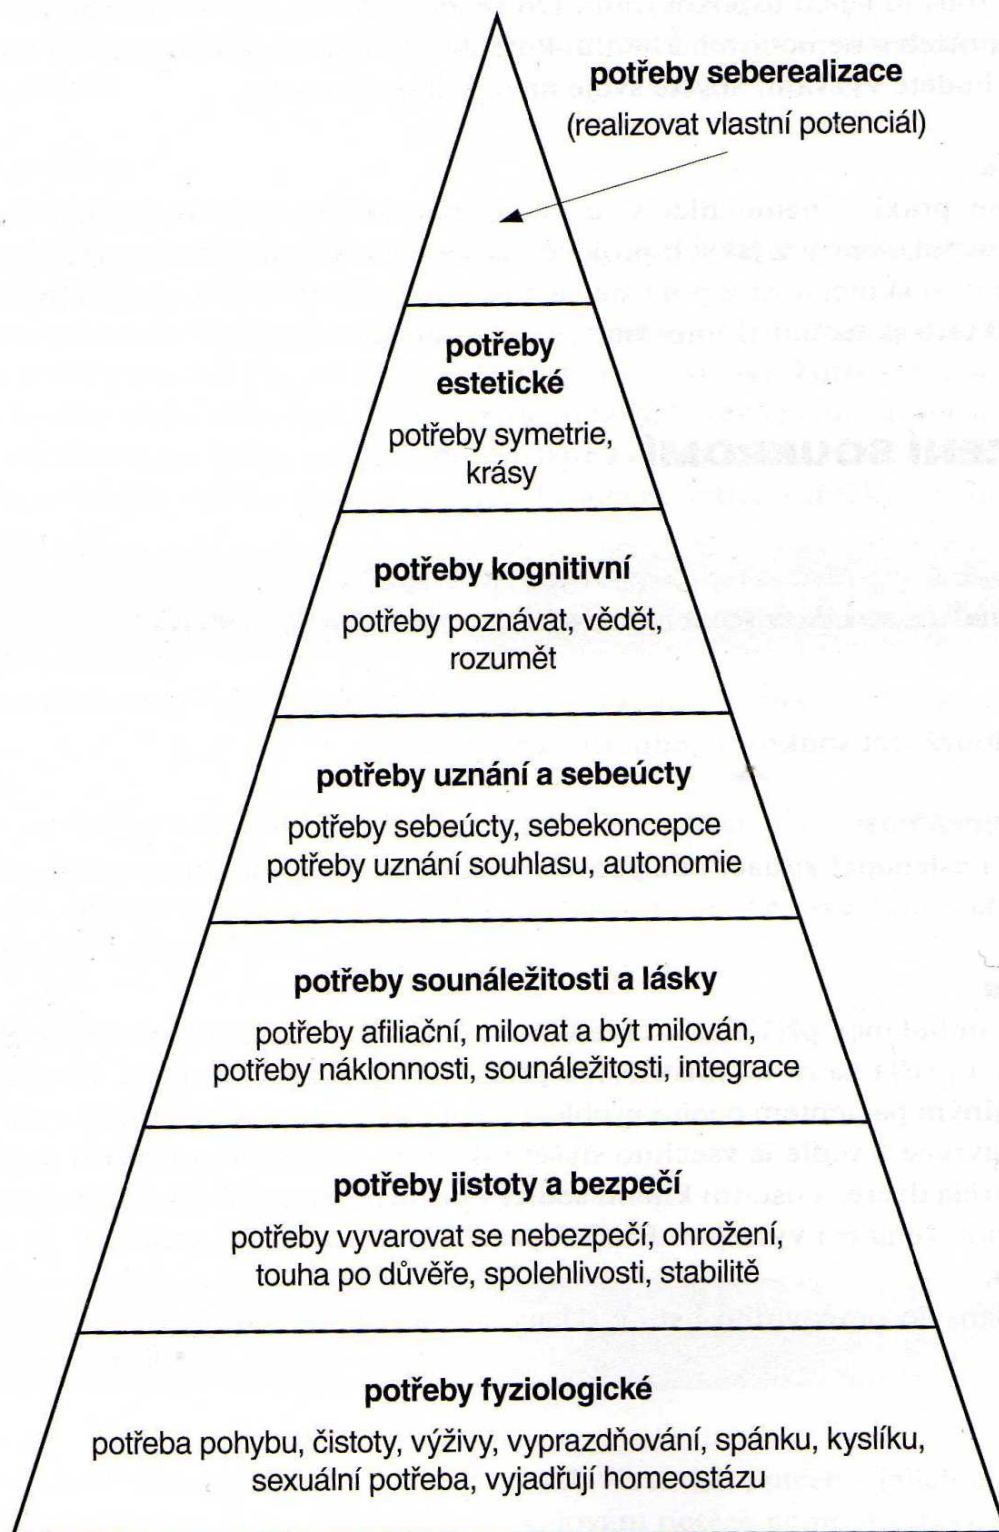 potřeby seberealizace
(realizovat vlastní potenciál)
potřeby
estetické
potřeby symetrie,
krásy
potřeby kognitivní
potřeby poznávat, vědět,
rozumět
potřeby uznání a sebeúcty
potřeby sebeúcty, sebekoncepce
potřeby uznání souhlasu, autonomie
potřeby sounáležitosti a lásky
potřeby afiliační, milovat a být milován,
potřeby náklonnosti, sounáležitosti, integrace
potřeby jistoty a bezpečí
potřeby vyvarovat se nebezpečí, ohrožení,
touha po důvěře, spolehlivosti, stabilitě
potřeby fyziologické
potřeba pohybu, čistoty, výživy, vyprazdňování, spánku, kyslíku,
sexuální potřeba, vyjadřují homeostázu